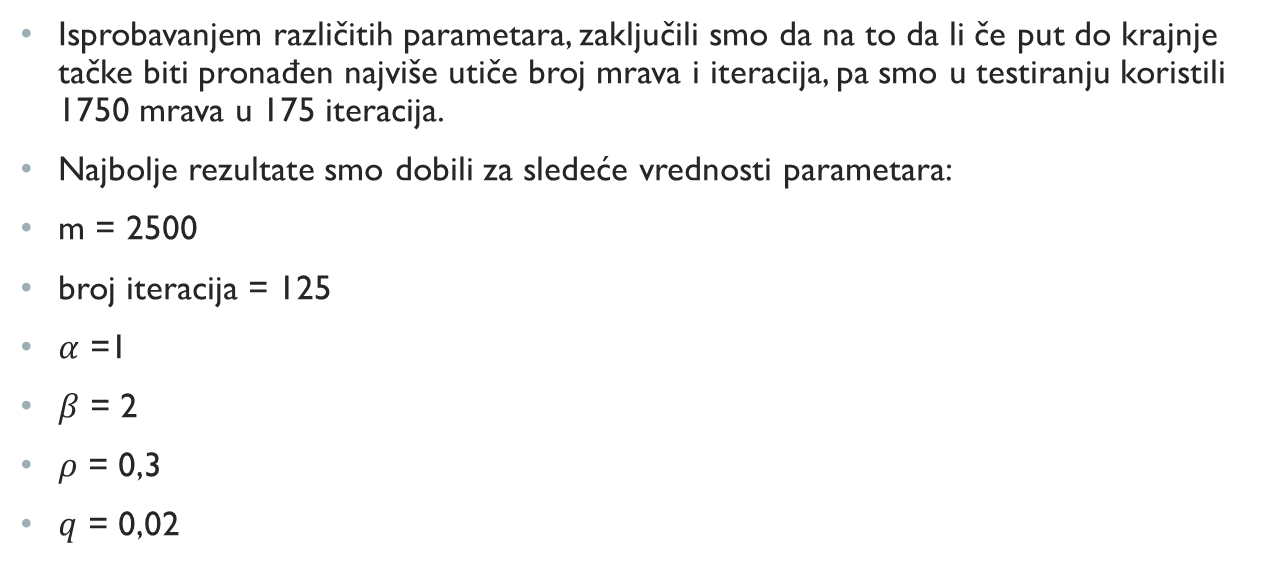 • Isprobavanjem različitih parametara, zaključili smo da na to da li če put do krajnje
tačke biti pronađen najviše utiče broj mrava i iteracija, pa smo u testiranju koristili
1750 mrava u 175 iteracija.
• Najbolje rezultate smo dobili za sledeće vrednosti parametara:
• m = 2500
• broj iteracija = 125
• α =1
• β = 2
• ρ = 0,3
• q = 0,02